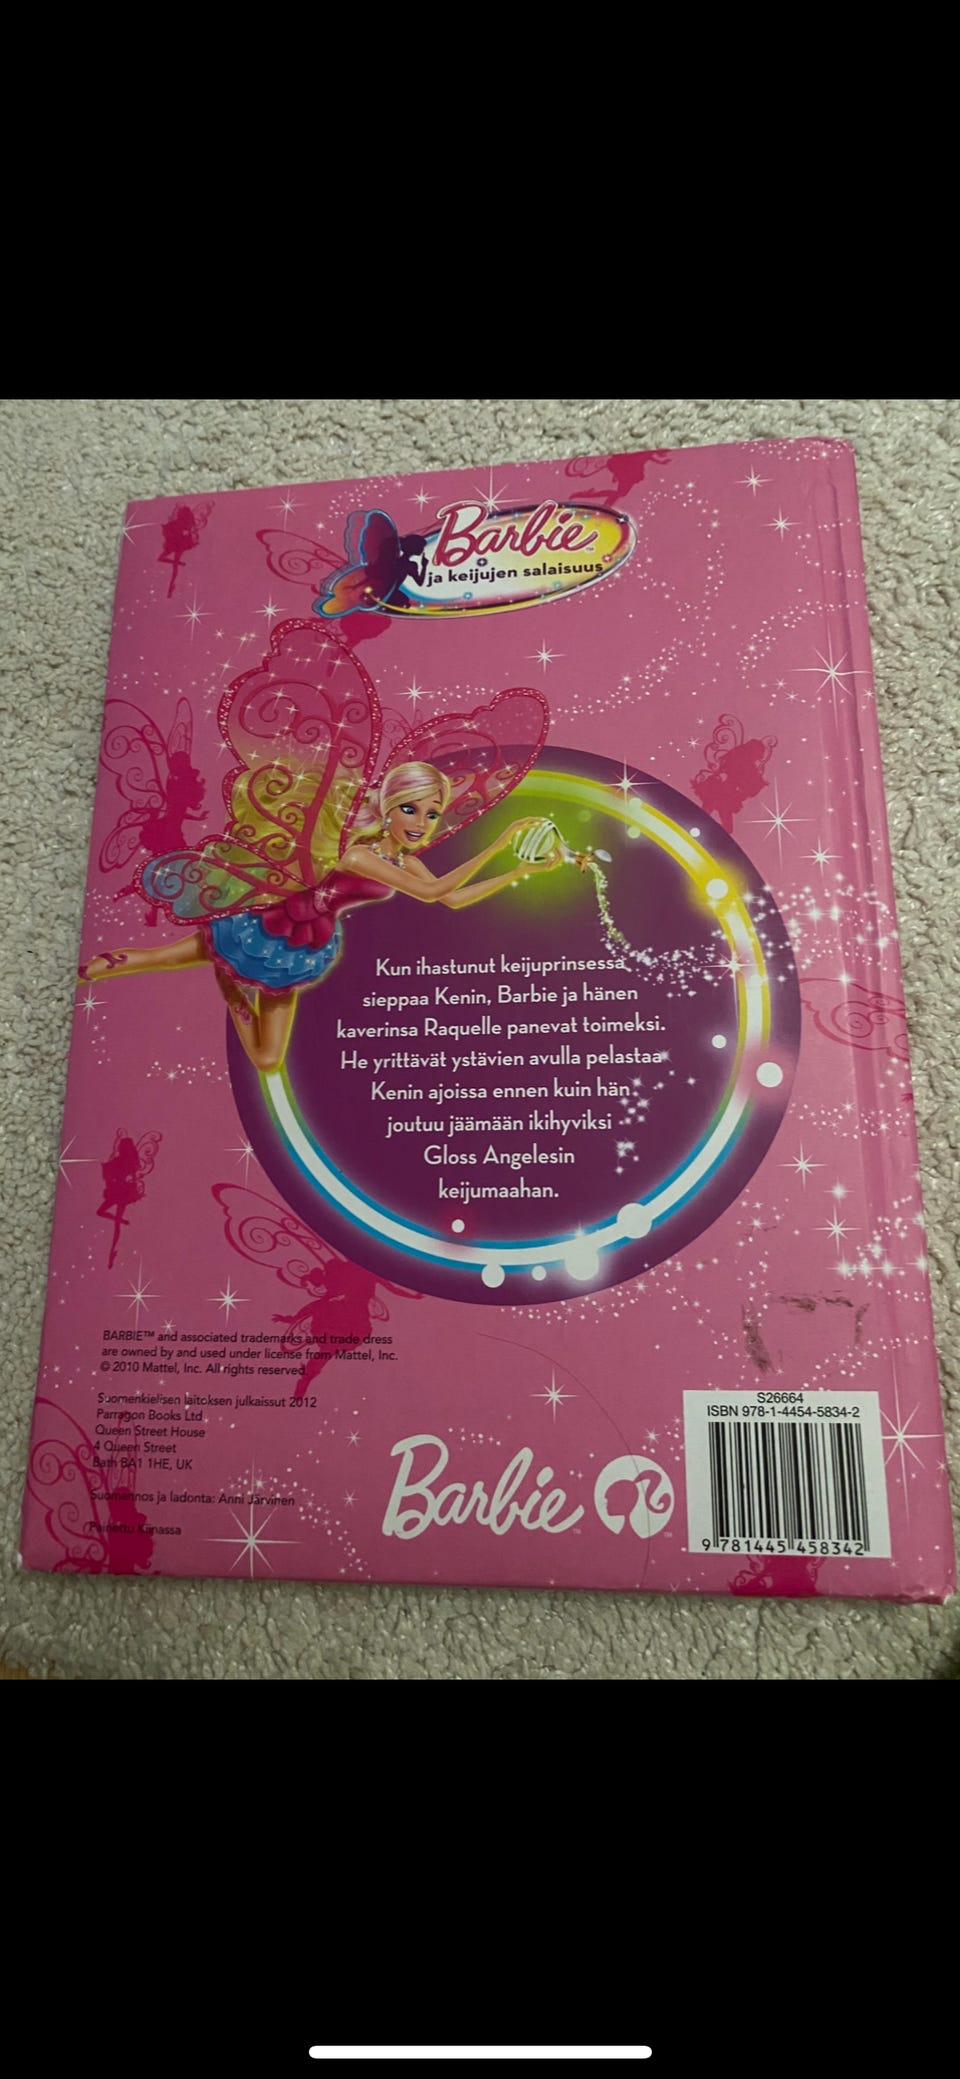 Barbie™
ja keijujen salaisuus
Kun ihastunut keijuprinsessa
sieppaa Kenin, Barbie ja hänen
kaverinsa Raquelle panevat toimeksi.
He yrittävät ystävien avulla pelastaa
Kenin ajoissa ennen kuin hän
joutuu jäämään ikihyviksi
Gloss Angelesin
keijumaahan.
BARBIE™ and associated trademarks and trade dress
are owned by and used under license from Mattel, Inc.
© 2010 Mattel, Inc. All rights reserved.
Suomenkielisen laitoksen julkaissut 2012
Parragon Books Ltd
Queen Street House
4 Queen Street
Bath BA1 1HE, UK
Suomennos ja ladonta: Anni Järvinen
Painettu Kiinassa
Barbie™
S26664
ISBN 978-1-4454-5834-2
9 781445 458342